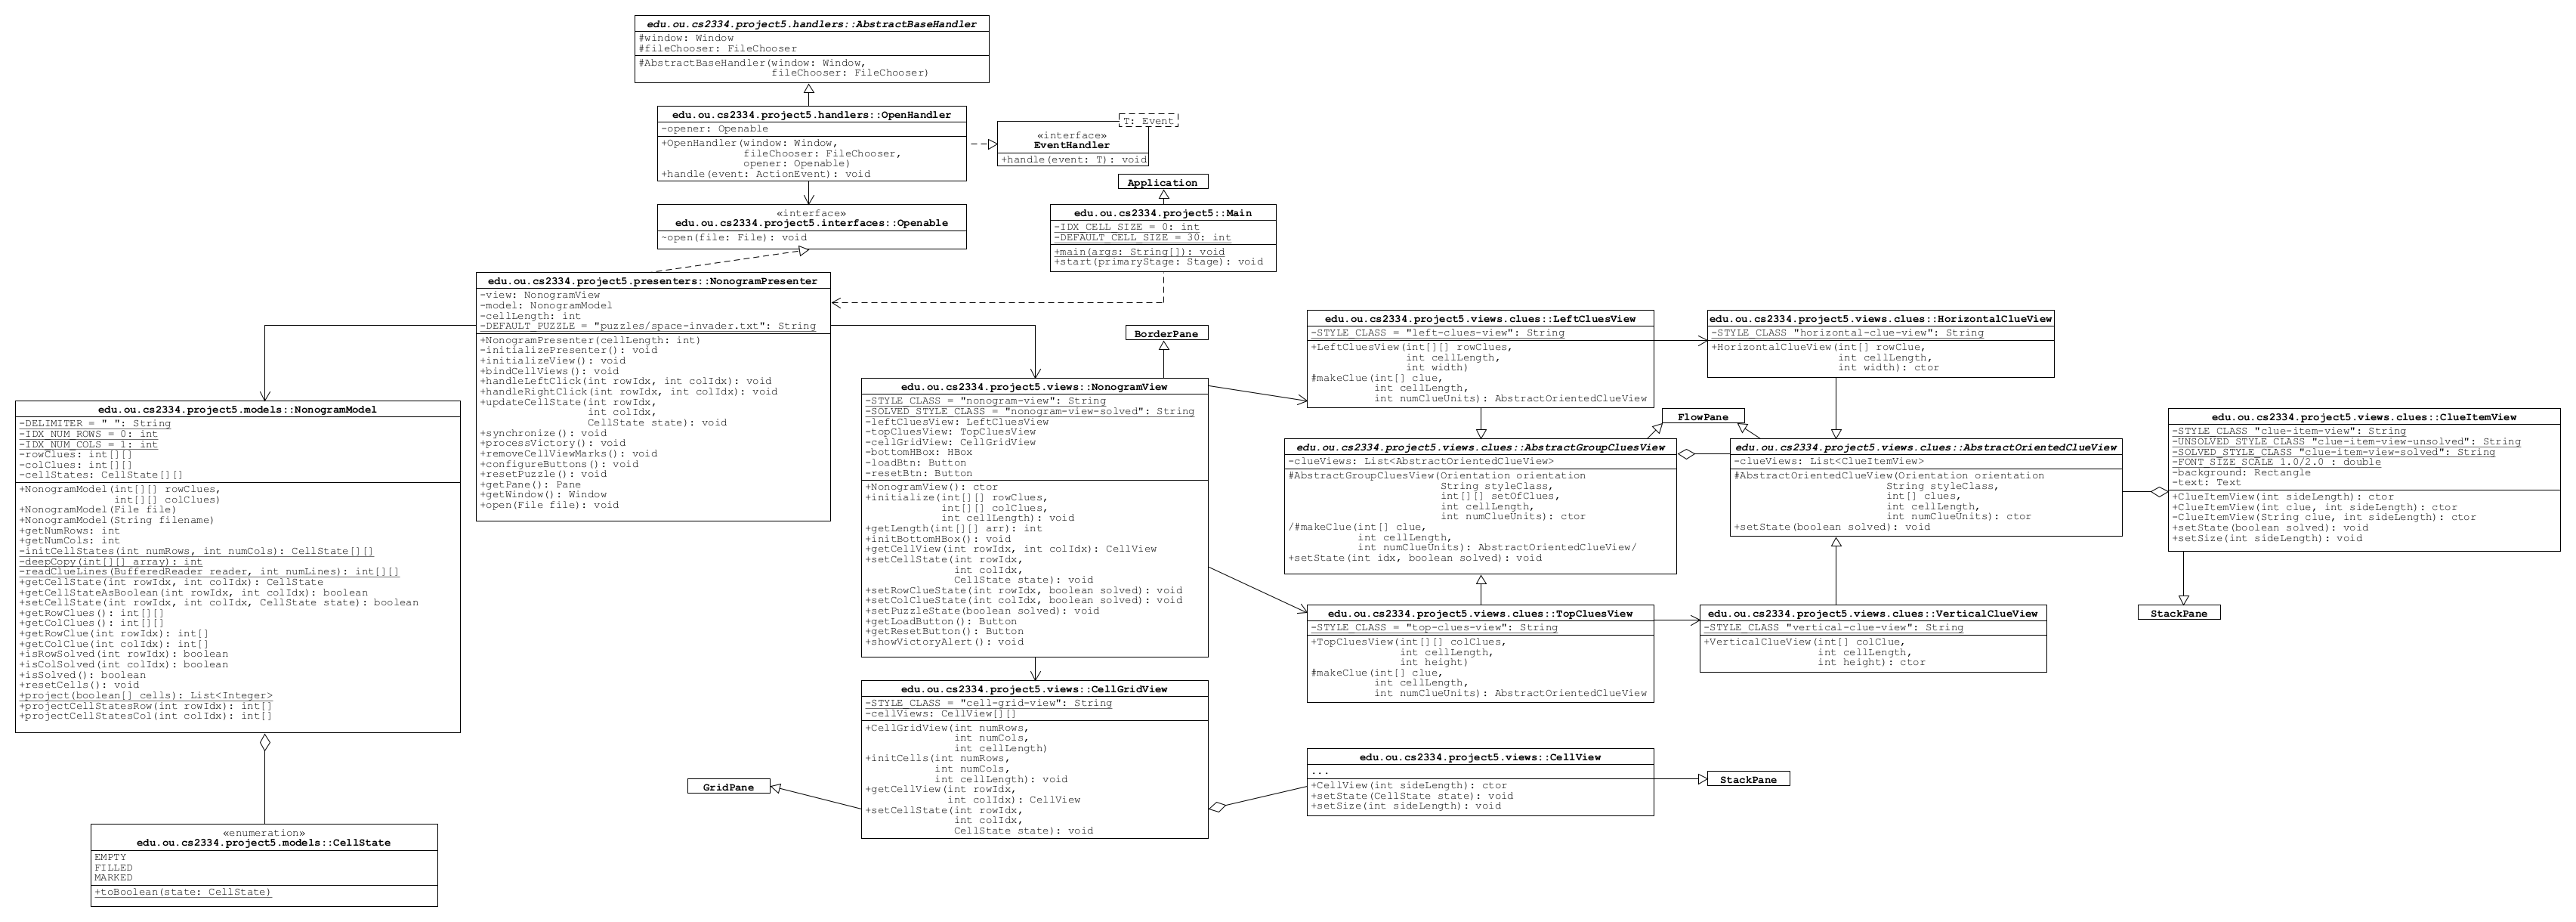 edu.ou.cs2334.project5.handlers::AbstractBaseHandler
#window: Window
#fileChooser: FileChooser
#AbstractBaseHandler(window: Window,
fileChooser: FileChooser)
edu.ou.cs2334.project5.handlers::OpenHandler
-opener: Openable
+OpenHandler(window: Window,
fileChooser: FileChooser,
opener: Openable)
+handle(event: ActionEvent): void
T: Event
«interface»
EventHandler
+handle(event: T): void
Application
«interface»
edu.ou.cs2334.project5.interfaces::Openable
~open(file: File): void
edu.ou.cs2334.project5::Main
-IDX_CELL_SIZE = 0: int
-DEFAULT_CELL_SIZE = 30: int
+main(args: String[]): void
+start(primaryStage: Stage): void
edu.ou.cs2334.project5.presenters::NonogramPresenter
-view: NonogramView
-model: NonogramModel
-cellLength: int
-DEFAULT_PUZZLE = "puzzles/space-invader.txt": String
+NonogramPresenter(cellLength: int)
-initializePresenter(): void
+initializeView(): void
+bindCellViews(): void
+handleLeftClick(int rowIdx, int colIdx): void
+handleRightClick(int rowIdx, int colIdx): void
+updateCellState(int rowIdx,
int colIdx,
CellState state): void
+synchronize(): void
+processVictory(): void
+removeCellViewMarks(): void
+configureButtons(): void
+resetPuzzle(): void
+getPane(): Pane
+getWindow(): Window
+open(File file): void
edu.ou.cs2334.project5.models::NonogramModel
-DELIMITER = " ": String
-IDX_NUM_ROWS = 0: int
-IDX_NUM_COLS = 1: int
-rowClues: int[][]
-colClues: int[][]
-cellStates: CellState[][]
+NonogramModel(int[][] rowClues,
int[][] colClues)
+NonogramModel(File file)
+NonogramModel(String filename)
+getNumRows: int
+getNumCols: int
-initCellStates(int numRows, int numCols): CellState[][]
-deepCopy(int[][] array): int
-readClueLines(BufferedReader reader, int numLines): int[][]
+getCellState(int rowIdx, int colIdx): CellState
+getCellStateAsBoolean(int rowIdx, int colIdx): boolean
+setCellState(int rowIdx, int colIdx, CellState state): boolean
+getRowClues(): int[][]
+getColClues(): int[][]
+getRowClue(int rowIdx): int[]
+getColClue(int colIdx): int[]
+isRowSolved(int rowIdx): boolean
+isColSolved(int colIdx): boolean
+isSolved(): boolean
+resetCells(): void
+project(boolean[] cells): List<Integer>
+projectCellStatesRow(int rowIdx): int[]
+projectCellStatesCol(int colIdx): int[]
«enumeration»
edu.ou.cs2334.project5.models::CellState
EMPTY
FILLED
MARKED
+toBoolean(state: CellState)
BorderPane
edu.ou.cs2334.project5.views::NonogramView
-STYLE_CLASS = "nonogram-view": String
-SOLVED_STYLE_CLASS = "nonogram-view-solved": String
-leftCluesView: LeftCluesView
-topCluesView: TopCluesView
-cellGridView: CellGridView
-bottomHBox: HBox
-loadBtn: Button
-resetBtn: Button
+NonogramView(): ctor
+initialize(int[][] rowClues,
int[][] colClues,
int cellLength): void
+getLength(int[][] arr): int
+initBottomHBox(): void
+getCellView(int rowIdx, int colIdx): CellView
+setCellState(int rowIdx,
int colIdx,
CellState state): void
+setRowClueState(int rowIdx, boolean solved): void
+setColClueState(int colIdx, boolean solved): void
+setPuzzleState(boolean solved): void
+getLoadButton(): Button
+getResetButton(): Button
+showVictoryAlert(): void
edu.ou.cs2334.project5.views::CellGridView
-STYLE_CLASS = "cell-grid-view": String
-cellViews: CellView[][]
+CellGridView(int numRows,
int numCols,
int cellLength)
+initCells(int numRows,
int numCols,
int cellLength): void
+getCellView(int rowIdx,
int colIdx): CellView
+setCellState(int rowIdx,
int colIdx,
CellState state): void
GridPane
edu.ou.cs2334.project5.views.clues::LeftCluesView
-STYLE_CLASS = "left-clues-view": String
+LeftCluesView(int[][] rowClues,
int cellLength,
int width)
#makeClue(int[] clue,
int cellLength,
int numClueUnits): AbstractOrientedClueView
edu.ou.cs2334.project5.views.clues::HorizontalClueView
-STYLE_CLASS "horizontal-clue-view": String
+HorizontalClueView(int[] rowClue,
int cellLength,
int width): ctor
FlowPane
edu.ou.cs2334.project5.views.clues::AbstractGroupCluesView
-clueViews: List<AbstractOrientedClueView>
#AbstractGroupCluesView(Orientation orientation
String styleClass,
int[][] setOfClues,
int cellLength,
int numClueUnits): ctor
/#makeClue(int[] clue,
int cellLength,
int numClueUnits): AbstractOrientedClueView/
+setState(int idx, boolean solved): void
edu.ou.cs2334.project5.views.clues::AbstractOrientedClueView
-clueViews: List<ClueItemView>
#AbstractOrientedClueView(Orientation orientation
String styleClass,
int[] clues,
int cellLength,
int numClueUnits): ctor
+setState(boolean solved): void
edu.ou.cs2334.project5.views.clues::ClueItemView
-STYLE_CLASS "clue-item-view": String
-UNSOLVED_STYLE_CLASS "clue-item-view-unsolved": String
-SOLVED_STYLE_CLASS "clue-item-view-solved": String
-FONT_SIZE_SCALE 1.0/2.0 : double
-background: Rectangle
-text: Text
+ClueItemView(int sideLength): ctor
+ClueItemView(int clue, int sideLength): ctor
-ClueItemView(String clue, int sideLength): ctor
+setState(boolean solved): void
+setSize(int sideLength): void
StackPane
edu.ou.cs2334.project5.views.clues::TopCluesView
-STYLE_CLASS = "top-clues-view": String
+TopCluesView(int[][] colClues,
int cellLength,
int height)
#makeClue(int[] clue,
int cellLength,
int numClueUnits): AbstractOrientedClueView
edu.ou.cs2334.project5.views.clues::VerticalClueView
-STYLE_CLASS "vertical-clue-view": String
+VerticalClueView(int[] colClue,
int cellLength,
int height): ctor
edu.ou.cs2334.project5.views::CellView
...
+CellView(int sideLength): ctor
+setState(CellState state): void
+setSize(int sideLength): void
StackPane